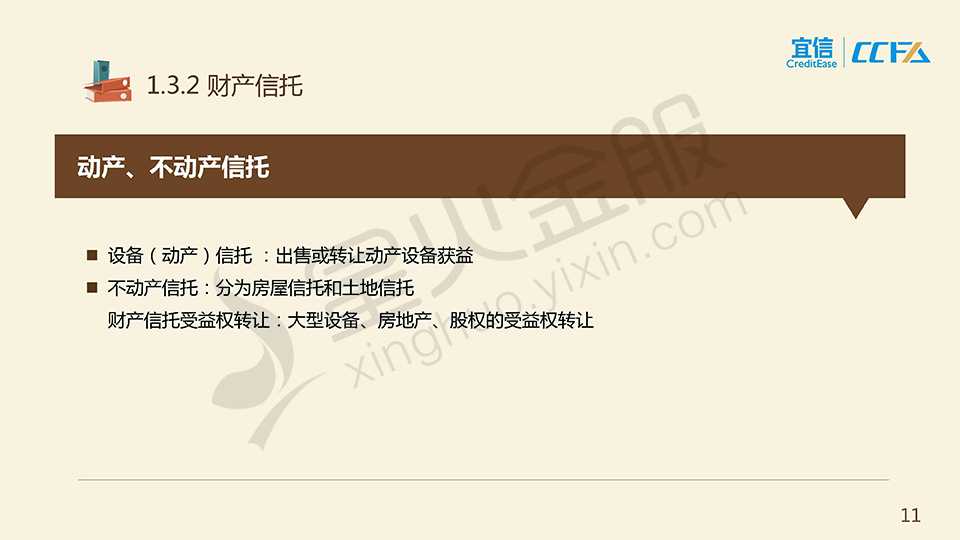 宜信
CreditEase
CCFA
1.3.2 财产信托
动产、不动产信托
设备（动产）信托 ：出售或转让动产设备获益
不动产信托：分为房屋信托和土地信托
财产信托受益权转让：大型设备、房地产、股权的受益权转让
星火金服
xinghuo.yixin.com
11